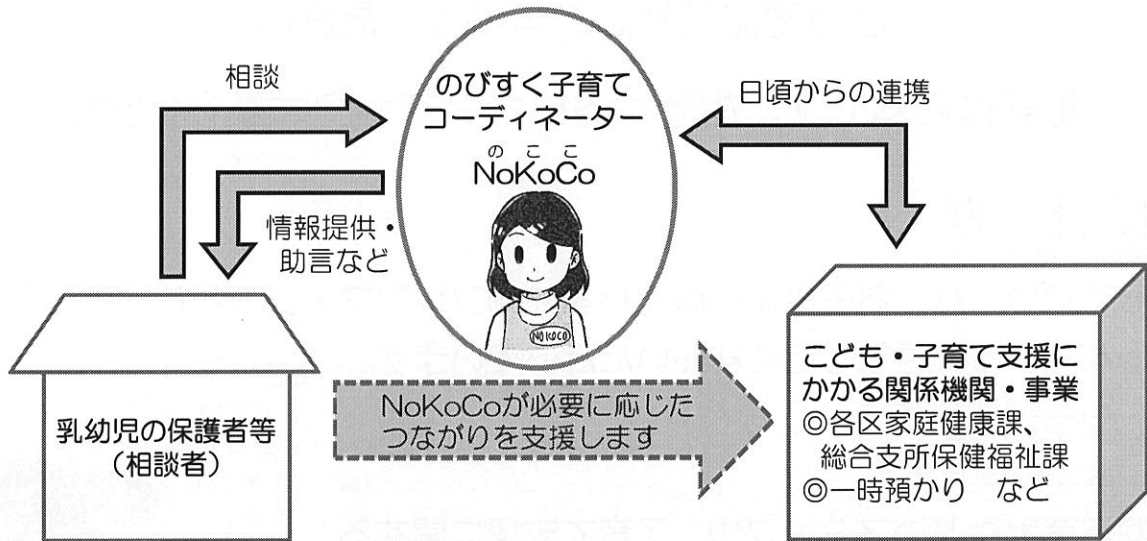 相談
のびすく子育て
コーディネーター
のここ
NoKoCo
日頃からの連携
情報提供・
助言など
NOKOCO
乳幼児の保護者等
（相談者）
NoKoCoが必要に応じた
つながりを支援します
こども・子育て支援に
かかる関係機関・事業
◎各区家庭健康課、
総合支所保健福祉課
◎一時預かり　など